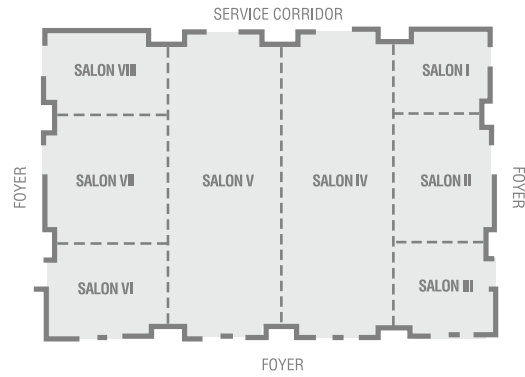 SERVICE CORRIDOR
SALON VIII
SALON I
FOYER
SALON VII
SALON V
SALON IV
SALON II
FOYER
SALON VI
SALON III
FOYER